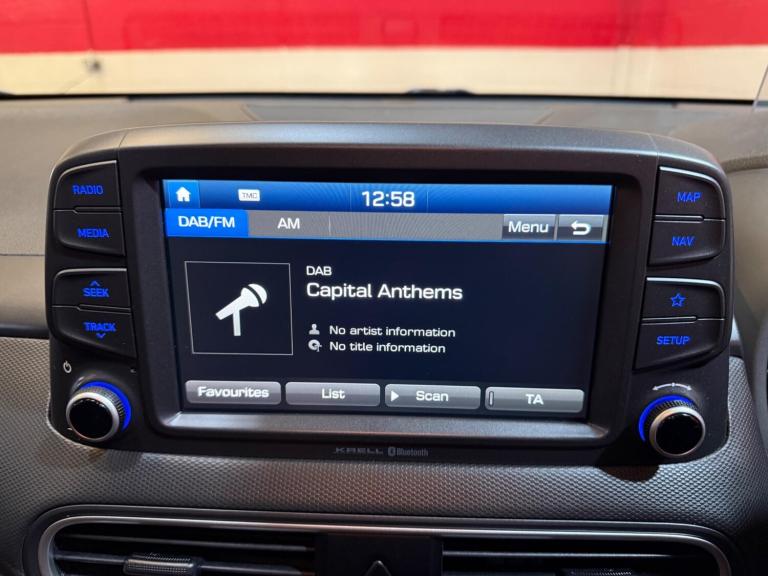 TMC
12:58
DAB/FM AM Menu
DAB
Capital Anthems
No artist information
No title information
Favourites List Scan TA
RADIO
MEDIA
SEEK
TRACK
MAP
NAV
SETUP
KRELL Bluetooth